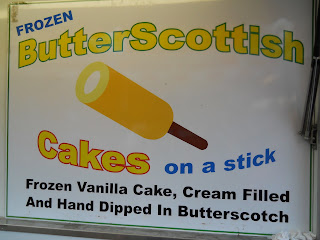 FROZEN
ButterScottish
Cakes on a stick
Frozen Vanilla Cake, Cream Filled
And Hand Dipped In Butterscotch